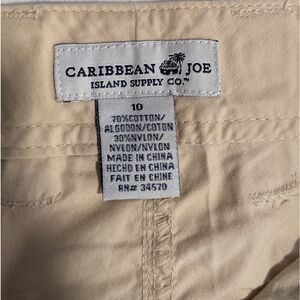 CARIBBEAN JOE
ISLAND SUPPLY CO.™
10
70%COTTON/
ALGODON/COTON
30%NYLON/
NYLON/NYLON
MADE IN CHINA
HECHO EN CHINA
FAIT EN CHINE
RN# 34570